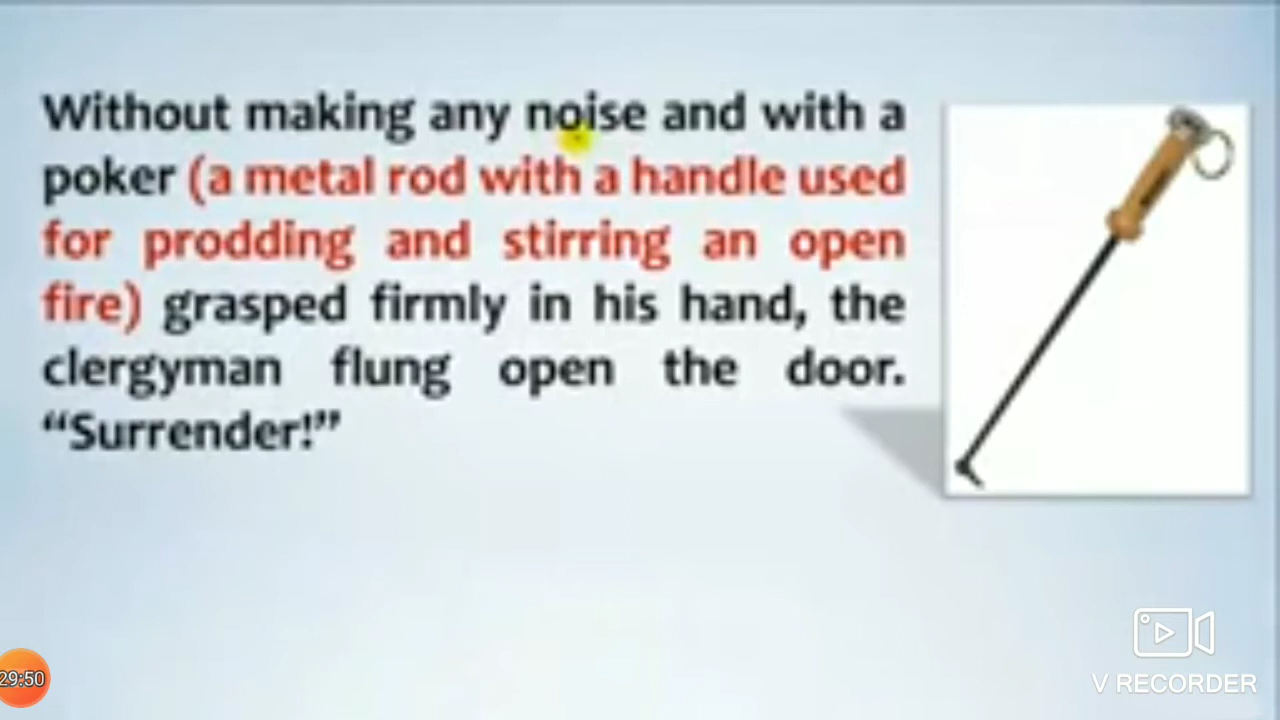 Without making any noise and with a
poker (a metal rod with a handle used
for prodding and stirring an open
fire) grasped firmly in his hand, the
clergyman flung open the door.
“Surrender!”
29:50
V RECORDER